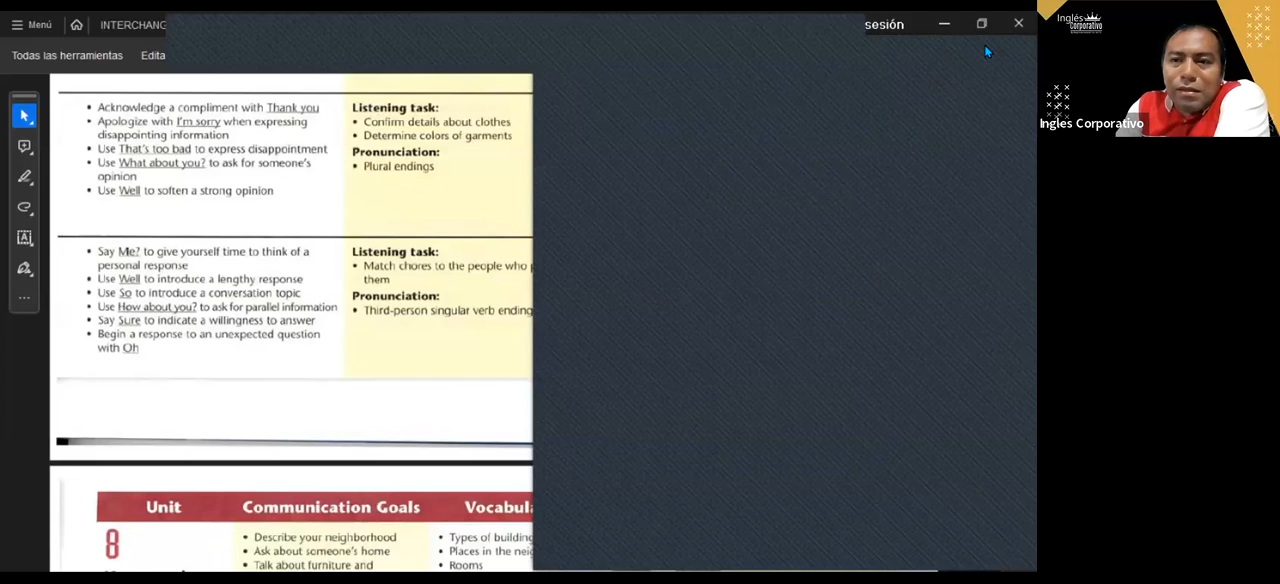 Menú
INTERCHANG
sesión
Todas las herramientas
Edita
Acknowledge a compliment with Thank you
Apologize with I'm sorry when expressing
disappointing information
Use That's too bad to express disappointment
Use What about you? to ask for someone's
opinion
Use Well to soften a strong opinion
Listening task:
Confirm details about clothes
Determine colors of garments
Pronunciation:
Plural endings
Say Me? to give yourself time to think of a
personal response
Use Well to introduce a lengthy response
Use So to introduce a conversation topic
Use How about you? to ask for parallel information
Say Sure to indicate a willingness to answer
Begin a response to an unexpected question
with Oh
Listening task:
Match chores to the people who
them
Pronunciation:
Third-person singular verb ending
Unit
Communication Goals
Vocabul
8
Describe your neighborhood
Ask about someone's home
Talk about furniture and
Types of building
Places in the nei
Rooms
Inglés
Corporativo
Ingles Corporativo